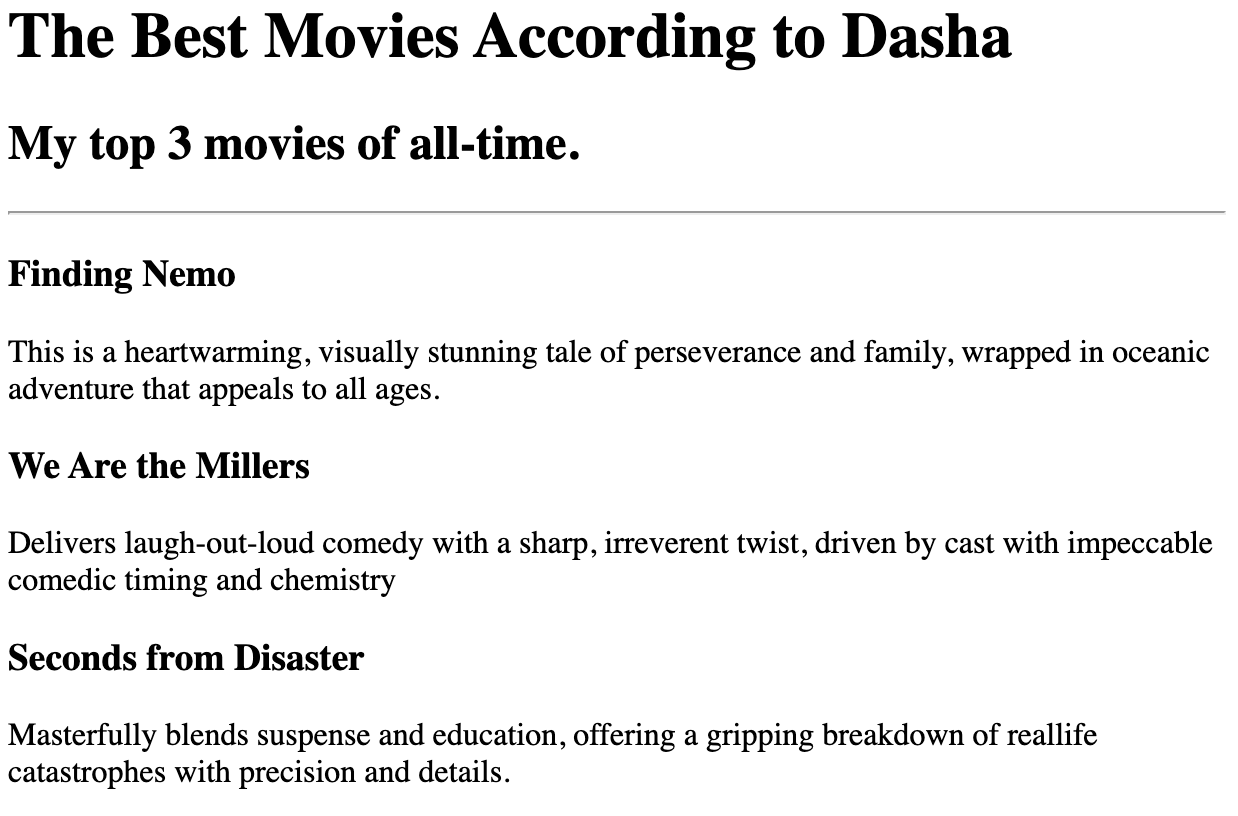 The Best Movies According to Dasha
My top 3 movies of all-time.
Finding Nemo
This is a heartwarming, visually stunning tale of perseverance and family, wrapped in oceanic
adventure that appeals to all ages.
We Are the Millers
Delivers laugh-out-loud comedy with a sharp, irreverent twist, driven by cast with impeccable
comedic timing and chemistry
Seconds from Disaster
Masterfully blends suspense and education, offering a gripping breakdown of reallife
catastrophes with precision and details.